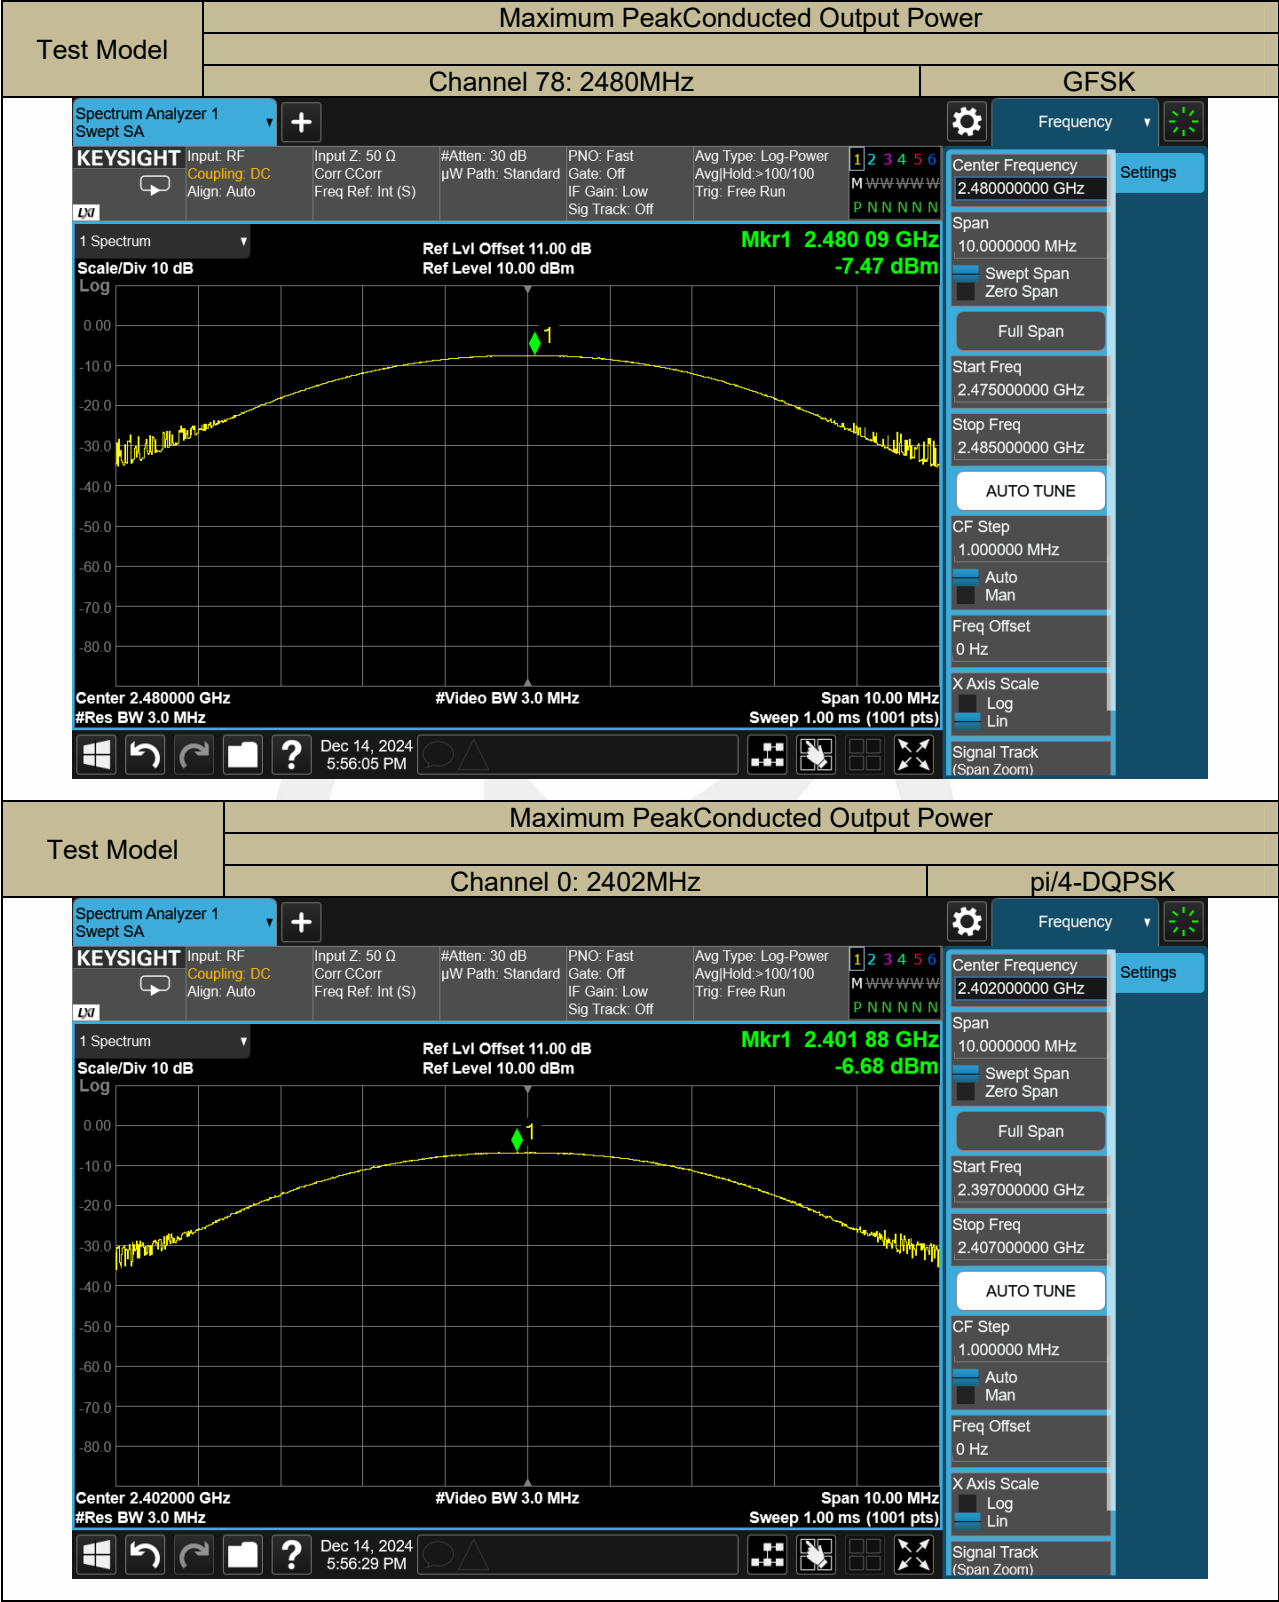 Test Model
Maximum PeakConducted Output Power
Channel 78: 2480MHz
GFSK
Spectrum Analyzer 1
Swept SA
Frequency
KEYSIGHT
LXI
Input: RF
Coupling: DC
Align: Auto
Input Z: 50 Ω
Corr CCorr
Freq Ref: Int (S)
#Atten: 30 dB
µW Path: Standard
PNO: Fast
Gate: Off
IF Gain: Low
Sig Track: Off
Avg Type: Log-Power
Avg|Hold:>100/100
Trig: Free Run
1 2 3 4 5 6
M W W W W W
P N N N N N
1 Spectrum
Scale/Div 10 dB
Log
Ref Lvl Offset 11.00 dB
Ref Level 10.00 dBm
Mkr1 2.480 09 GHz
-7.47 dBm
1
0.00
-10.0
-20.0
-30.0
-40.0
-50.0
-60.0
-70.0
-80.0
Center 2.480000 GHz
#Res BW 3.0 MHz
#Video BW 3.0 MHz
Span 10.00 MHz
Sweep 1.00 ms (1001 pts)
Dec 14, 2024
5:56:05 PM
Center Frequency
2.480000000 GHz
Span
10.0000000 MHz
Swept Span
Zero Span
Full Span
Start Freq
2.475000000 GHz
Stop Freq
2.485000000 GHz
AUTO TUNE
CF Step
1.000000 MHz
Auto
Man
Freq Offset
0 Hz
X Axis Scale
Log
Lin
Signal Track
(Span Zoom)
Settings
Test Model
Maximum PeakConducted Output Power
Channel 0: 2402MHz
pi/4-DQPSK
Spectrum Analyzer 1
Swept SA
Frequency
KEYSIGHT
LXI
Input: RF
Coupling: DC
Align: Auto
Input Z: 50 Ω
Corr CCorr
Freq Ref: Int (S)
#Atten: 30 dB
µW Path: Standard
PNO: Fast
Gate: Off
IF Gain: Low
Sig Track: Off
Avg Type: Log-Power
Avg|Hold:>100/100
Trig: Free Run
1 2 3 4 5 6
M W W W W W
P N N N N N
1 Spectrum
Scale/Div 10 dB
Log
Ref Lvl Offset 11.00 dB
Ref Level 10.00 dBm
Mkr1 2.401 88 GHz
-6.68 dBm
1
0.00
-10.0
-20.0
-30.0
-40.0
-50.0
-60.0
-70.0
-80.0
Center 2.402000 GHz
#Res BW 3.0 MHz
#Video BW 3.0 MHz
Span 10.00 MHz
Sweep 1.00 ms (1001 pts)
Dec 14, 2024
5:56:29 PM
Center Frequency
2.402000000 GHz
Span
10.0000000 MHz
Swept Span
Zero Span
Full Span
Start Freq
2.397000000 GHz
Stop Freq
2.407000000 GHz
AUTO TUNE
CF Step
1.000000 MHz
Auto
Man
Freq Offset
0 Hz
X Axis Scale
Log
Lin
Signal Track
(Span Zoom)
Settings